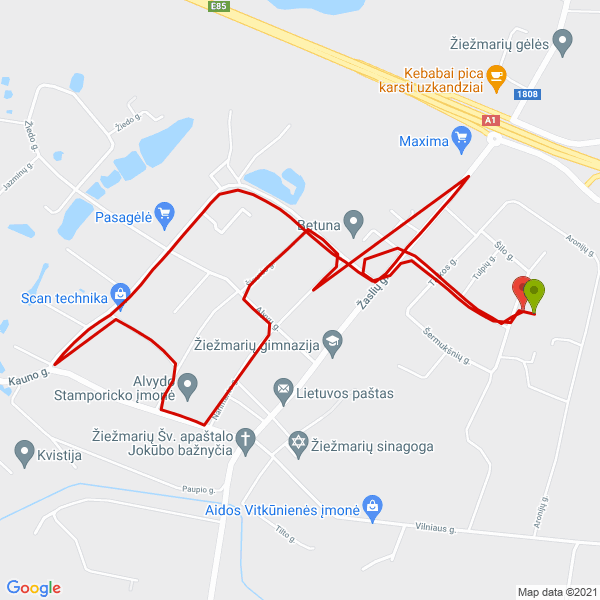 E85
Žiežmarių gėlės
Kebabai pica
karsti uzkandziai
1808
A1
Maxima
Žiedo g.
Žiedo g.
Jazminų g.
Pasagėlė
Betuna
Aronijų g.
Šilo g.
Tulpių g.
Scan technika
Žaslių g.
Žiežmarių gimnazija
Šermukšnių g.
Kauno g.
Alvydo
Stamporicko įmonė
Lietuvos paštas
Žiežmarių Šv. apaštalo
Jokūbo bažnyčia
Žiežmarių sinagoga
Kvistija
Paupio g.
Aidos Vitkūnienės įmonė
Vilniaus g.
Tilto g.
Aronijų g.
Google
Map data ©2021